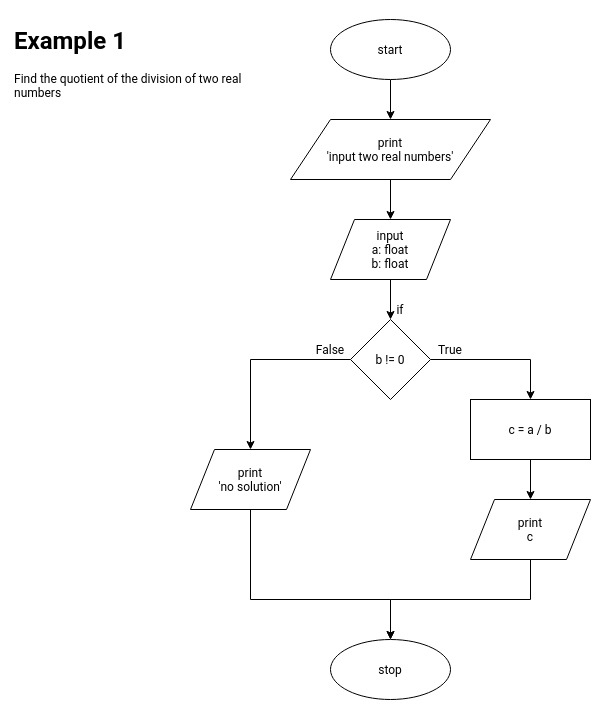 Example 1
Find the quotient of the division of two real
numbers
start
print
'input two real numbers'
input
a: float
b: float
if
False
b != 0
True
c = a / b
print
'no solution'
print
c
stop